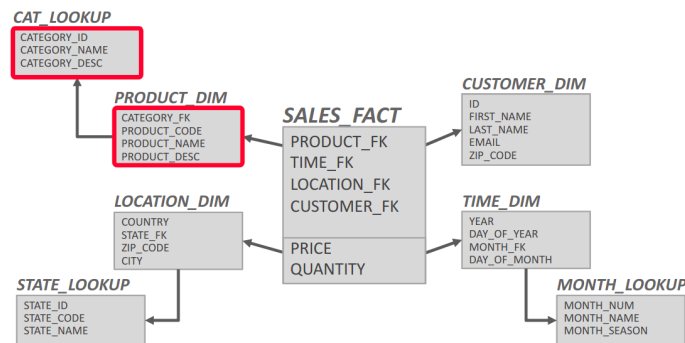 CAT_LOOKUP
CATEGORY_ID
CATEGORY_NAME
CATEGORY_DESC
PRODUCT_DIM
CATEGORY_FK
PRODUCT_CODE
PRODUCT_NAME
PRODUCT_DESC
SALES_FACT
PRODUCT_FK
TIME_FK
LOCATION_FK
CUSTOMER_FK
PRICE
QUANTITY
CUSTOMER_DIM
ID
FIRST_NAME
LAST_NAME
EMAIL
ZIP_CODE
LOCATION_DIM
COUNTRY
STATE_FK
ZIP_CODE
CITY
TIME_DIM
YEAR
DAY_OF_YEAR
MONTH_FK
DAY_OF_MONTH
STATE_LOOKUP
STATE_ID
STATE_CODE
STATE_NAME
MONTH_LOOKUP
MONTH_NUM
MONTH_NAME
MONTH_SEASON